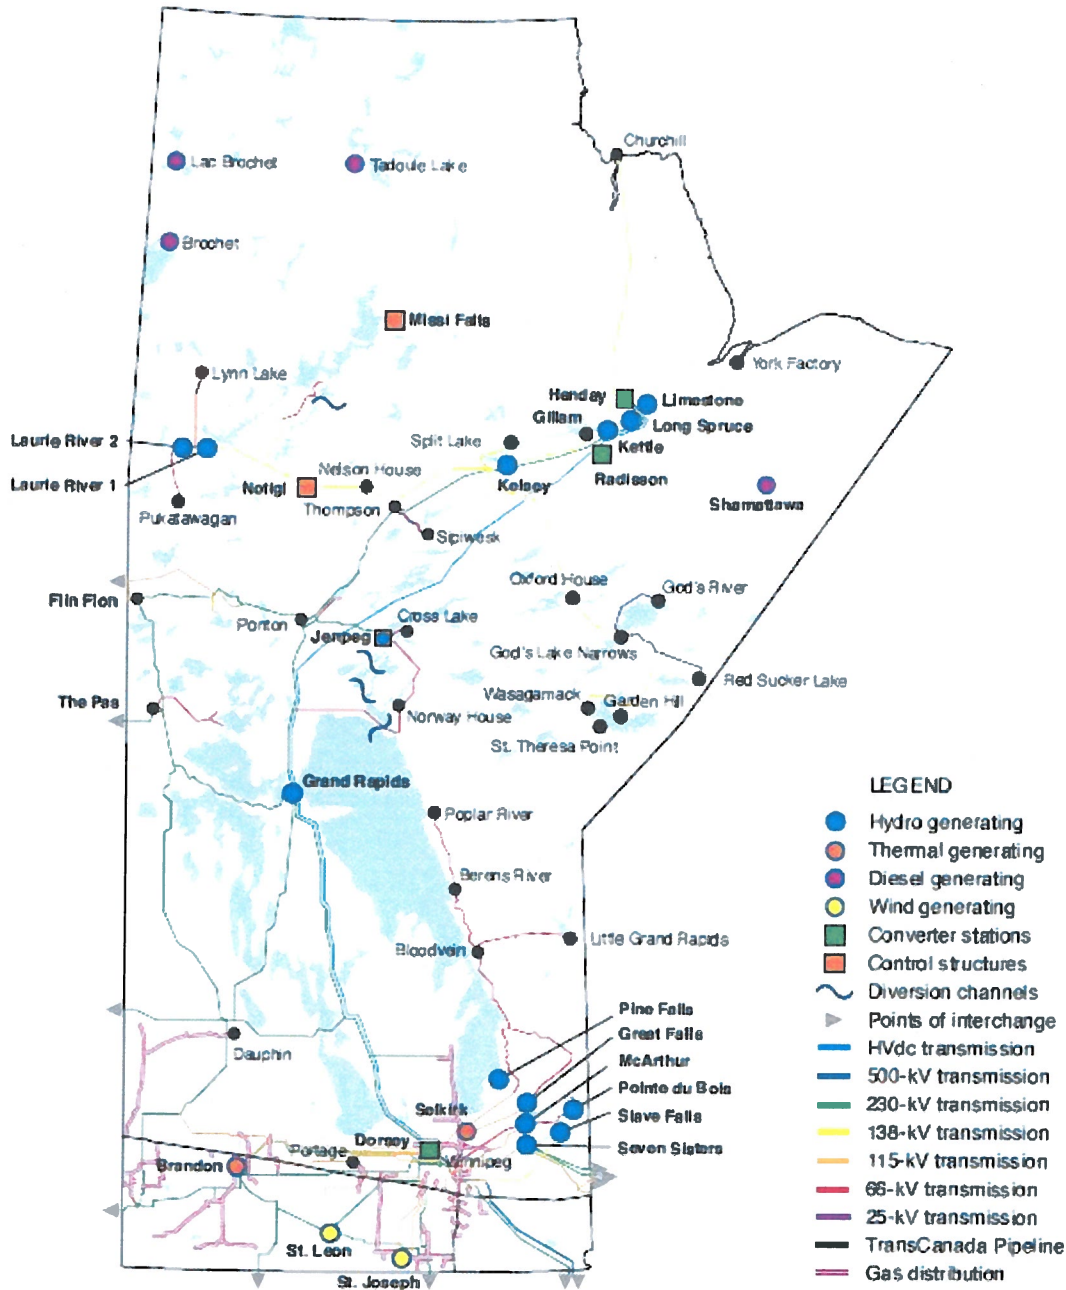 Churchill
Lac Brochet
Tadoule Lake
Brochet
Missi Falls
York Factory
Lynn Lake
Henday
Limestone
Gillam
Long Spruce
Laurie River 2
Split Lake
Kettle
Nelson House
Radisson
Laurie River 1
Notigi
Kelsey
Shamattawa
Thompson
Pukatawagan
Sipiwesk
Oxford House
God's River
Flin Flon
Cross Lake
Ponton
Jenpeg
God's Lake Narrows
Red Sucker Lake
Wasagamack
Garden Hill
The Pas
Norway House
St. Theresa Point
Grand Rapids
Poplar River
Berens River
Little Grand Rapids
Bloodvein
Pine Falls
Great Falls
Dauphin
McArthur
Pointe du Bois
Selkirk
Slave Falls
Dorsey
Seven Sisters
Portage
Winnipeg
Brandon
St. Leon
St. Joseph
LEGEND
Hydro generating
Thermal generating
Diesel generating
Wind generating
Converter stations
Control structures
Diversion channels
Points of interchange
HVdc transmission
500-kV transmission
230-kV transmission
138-kV transmission
115-kV transmission
66-kV transmission
25-kV transmission
TransCanada Pipeline
Gas distribution